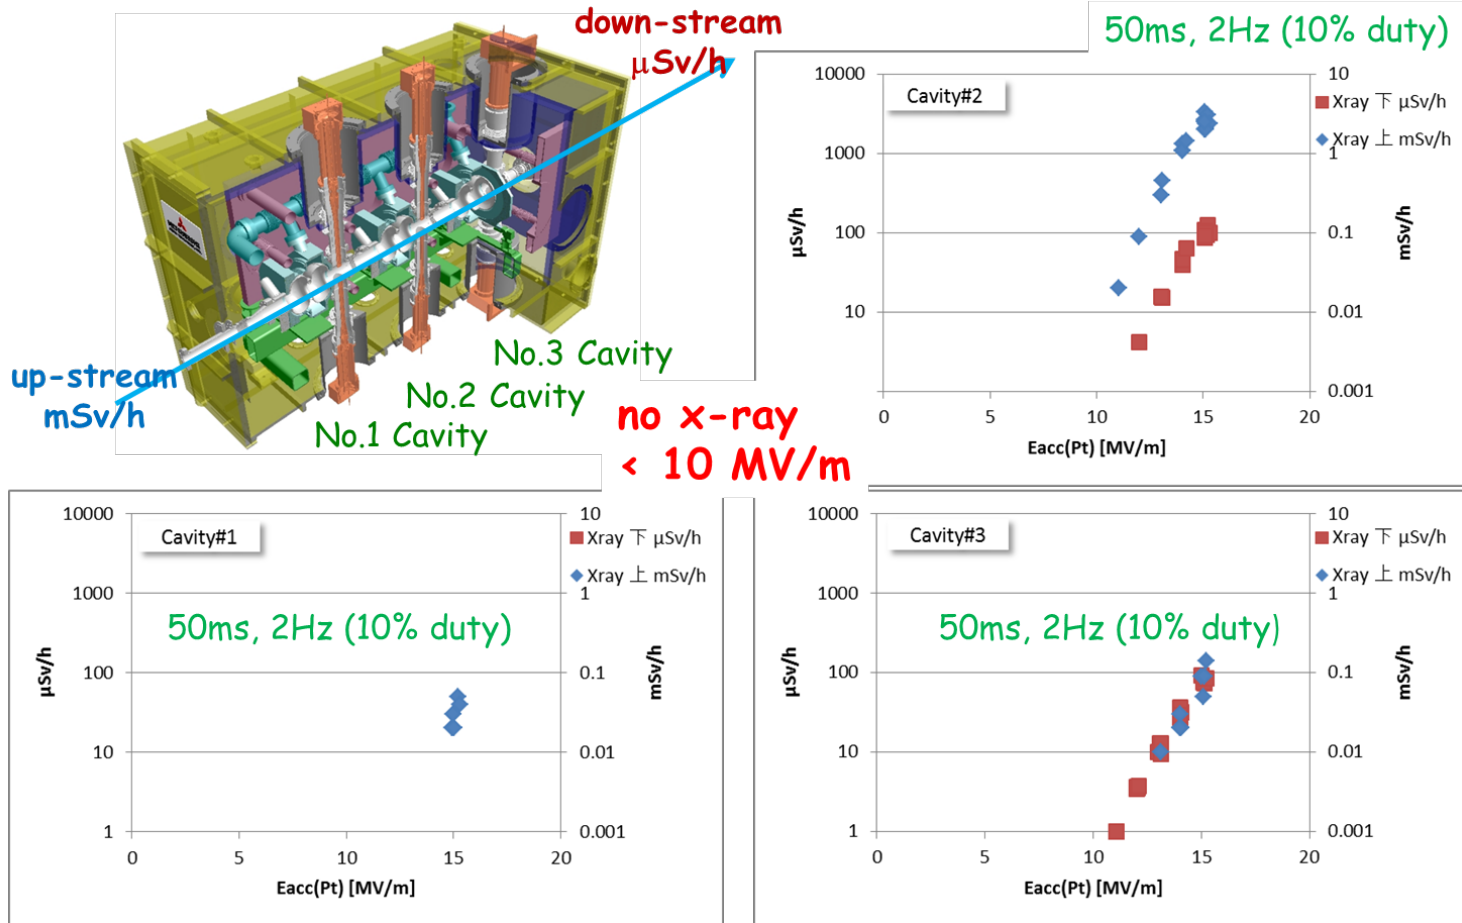 down-stream
μSv/h
up-stream
mSv/h
No.3 Cavity
No.2 Cavity
No.1 Cavity
no x-ray
< 10 MV/m
50ms, 2Hz (10% duty)
Cavity#2
Xray 下 μSv/h
Xray 上 mSv/h
10000
1000
100
10
μSv/h
10
1
0.1
0.01
0.001
mSv/h
0
5
10
15
20
Eacc(Pt) [MV/m]
Cavity#1
Xray 下 μSv/h
Xray 上 mSv/h
50ms, 2Hz (10% duty)
10000
1000
100
10
1
μSv/h
10
1
0.1
0.01
0.001
mSv/h
0
5
10
15
20
Eacc(Pt) [MV/m]
Cavity#3
Xray 下 μSv/h
Xray 上 mSv/h
50ms, 2Hz (10% duty)
10000
1000
100
10
1
μSv/h
10
1
0.1
0.01
0.001
mSv/h
0
5
10
15
20
Eacc(Pt) [MV/m]